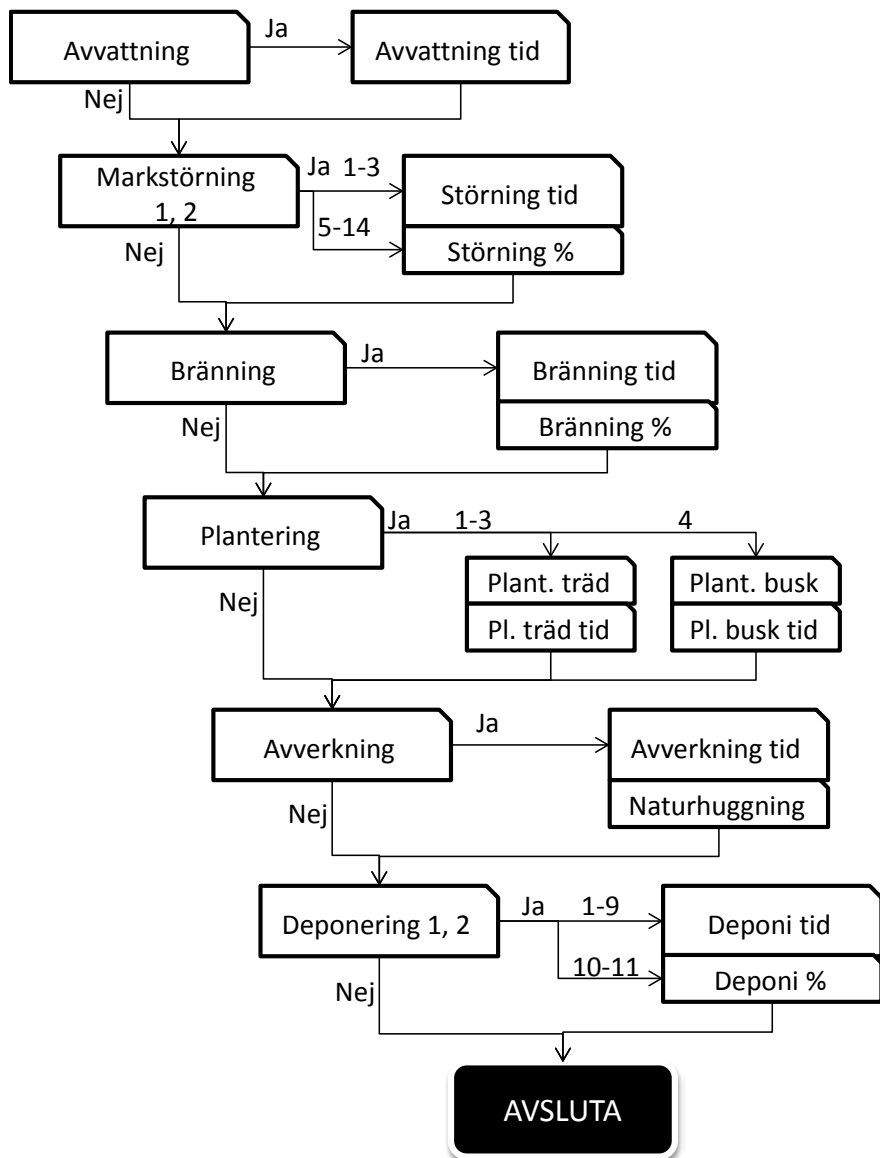 Avvattning
Ja
Avvattning tid
Nej
Markstörning
1, 2
Ja 1-3
Störning tid
5-14
Störning %
Nej
Bränning
Ja
Bränning tid
Bränning %
Nej
Plantering
Ja
1-3
4
Plant. träd
Plant. busk
Pl. träd tid
Pl. busk tid
Nej
Avverkning
Ja
Avverkning tid
Naturhuggning
Nej
Deponering 1, 2
Ja
1-9
Deponi tid
10-11
Deponi %
Nej
AVSLUTA